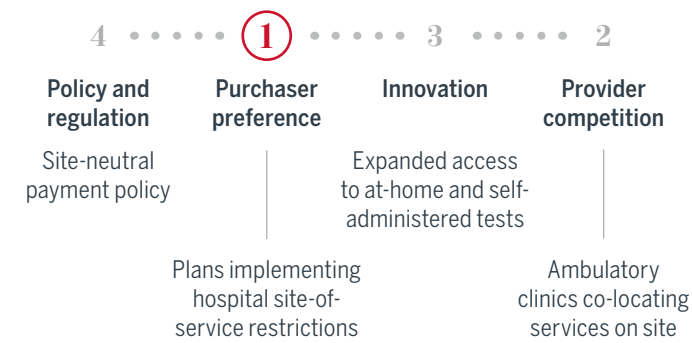 4 1 3 2
Policy and
regulation
Purchaser
preference
Innovation
Provider
competition
Site-neutral
payment policy
Expanded access
to at-home and self-
administered tests
Plans implementing
hospital site-of-
service restrictions
Ambulatory
clinics co-locating
services on site